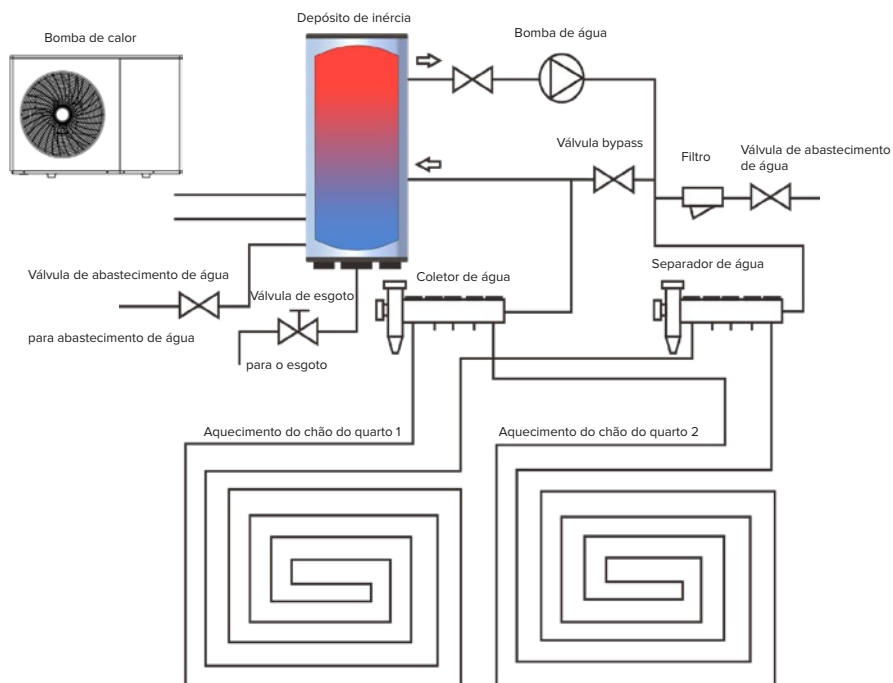 Depósito de inércia
Bomba de calor
Bomba de água
Válvula bypass
Filtro
Válvula de abastecimento
de água
Válvula de abastecimento de água
Válvula de esgoto
Coletor de água
Separador de água
para abastecimento de água
para o esgoto
Aquecimento do chão do quarto 1
Aquecimento do chão do quarto 2